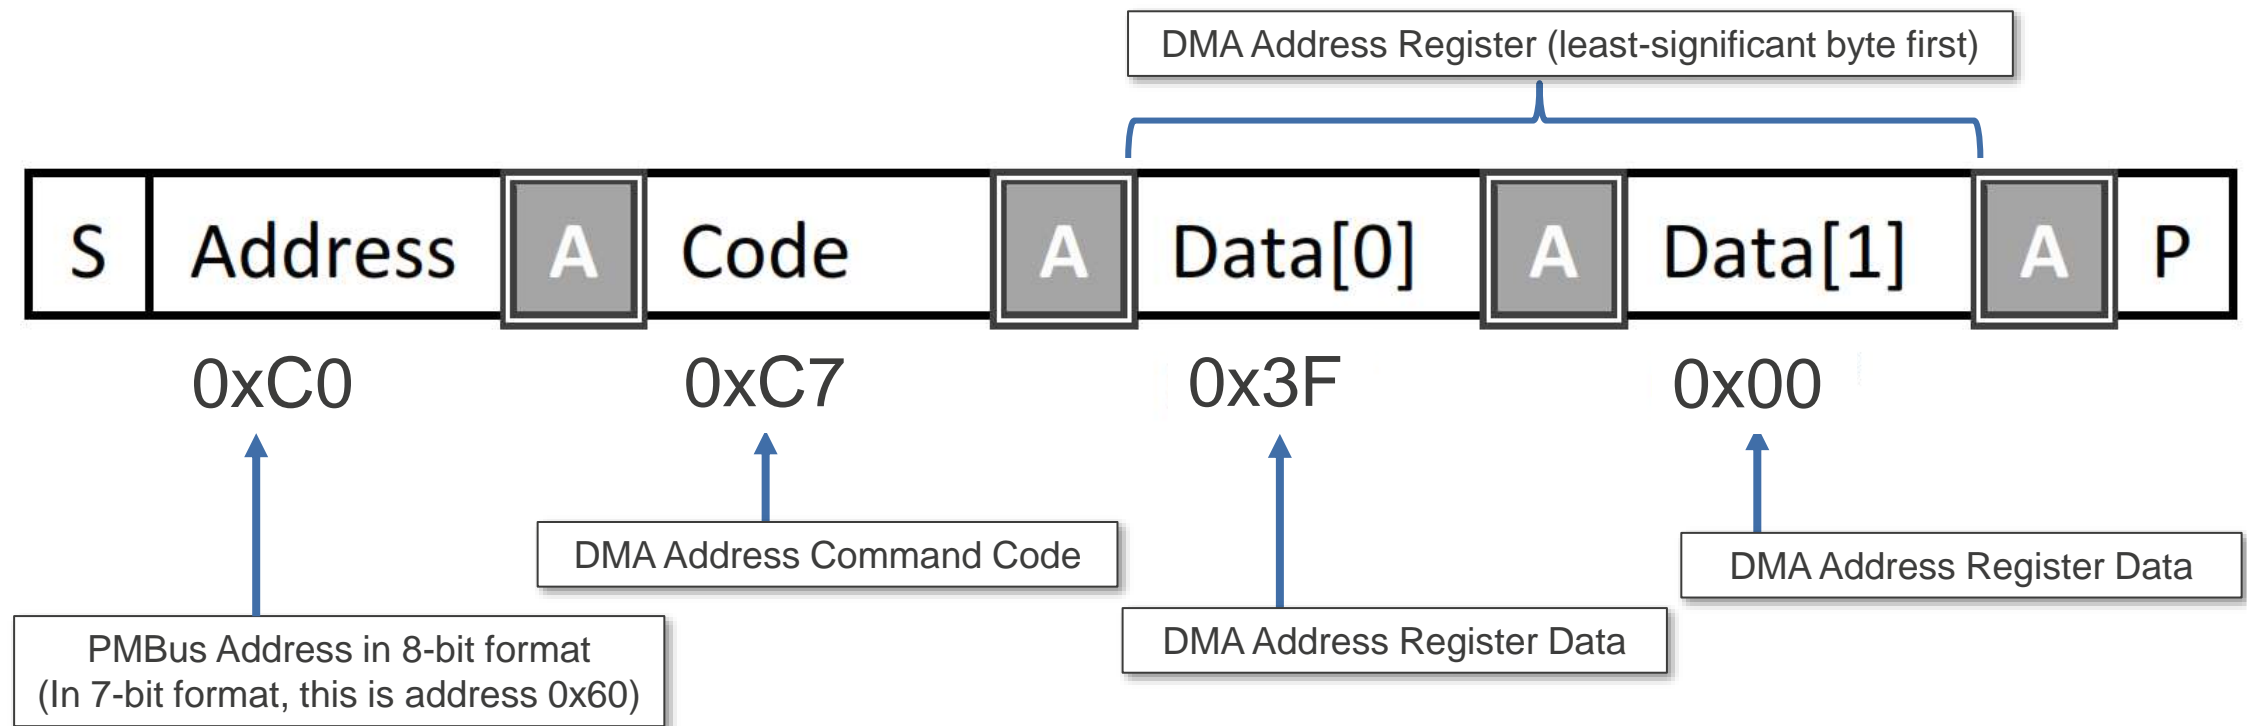 DMA Address Register (least-significant byte first)
S Address A Code A Data[0] A Data[1] A P
0xC0 0xC7 0x3F 0x00
DMA Address Command Code
DMA Address Register Data
DMA Address Register Data
PMBus Address in 8-bit format
(In 7-bit format, this is address 0x60)